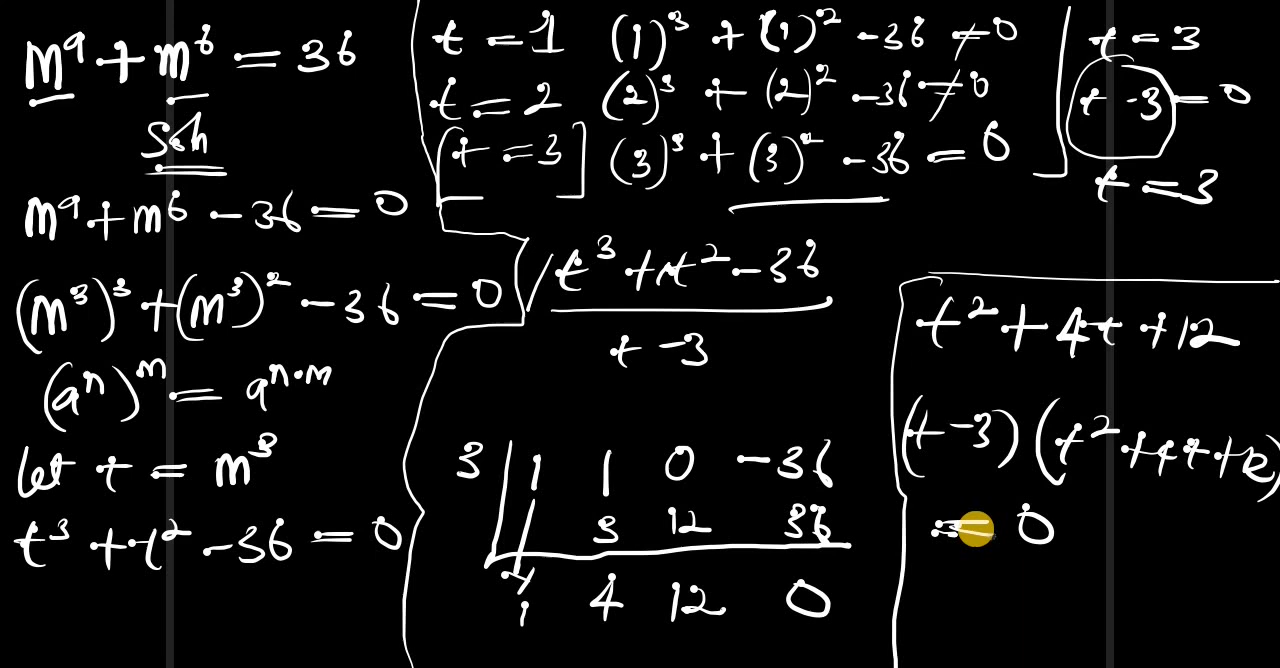 m⁹ + m⁶ = 36
Soln
m⁹ + m⁶ - 36 = 0
(m³)³ + (m³)² - 36 = 0
(aⁿ)ᵐ = aⁿ·ᵐ
let t = m³
t³ + t² - 36 = 0
t = 1 (1)³ + (1)² - 36 ≠ 0
t = 2 (2)³ + (2)² - 36 ≠ 0
[t = 3] (3)³ + (3)² - 36 = 0
t³ + t² - 36
t - 3
3 | 1 1 0 -36
3 12 36
1 4 12 0
t = 3
t - 3 = 0
t = 3
t² + 4t + 12
(t - 3)(t² + 4t + 12)
= 0